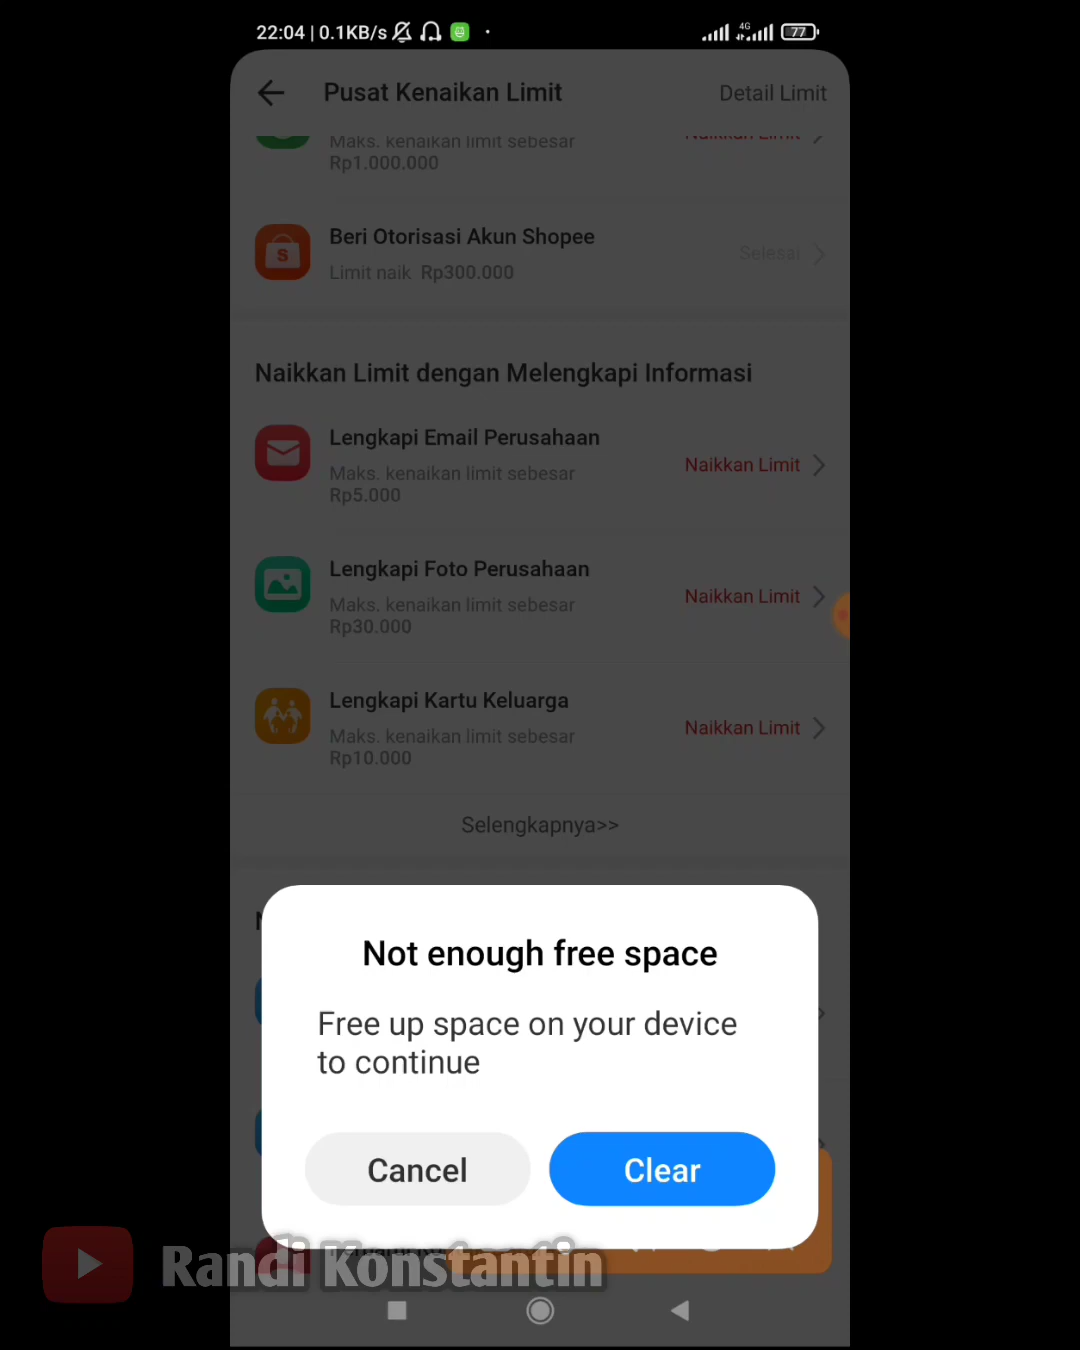 22:04 | 0.1KB/s
4G
77
Pusat Kenaikan Limit
Detail Limit
Maks. kenaikan limit sebesar
Rp1.000.000
Naikkan Limit
Beri Otorisasi Akun Shopee
Limit naik Rp300.000
Selesai
S
Naikkan Limit dengan Melengkapi Informasi
Lengkapi Email Perusahaan
Maks. kenaikan limit sebesar
Rp5.000
Naikkan Limit
Lengkapi Foto Perusahaan
Maks. kenaikan limit sebesar
Rp30.000
Naikkan Limit
Lengkapi Kartu Keluarga
Maks. kenaikan limit sebesar
Rp10.000
Naikkan Limit
Selengkapnya>>
Not enough free space
Free up space on your device
to continue
Cancel
Clear
Randi Konstantin